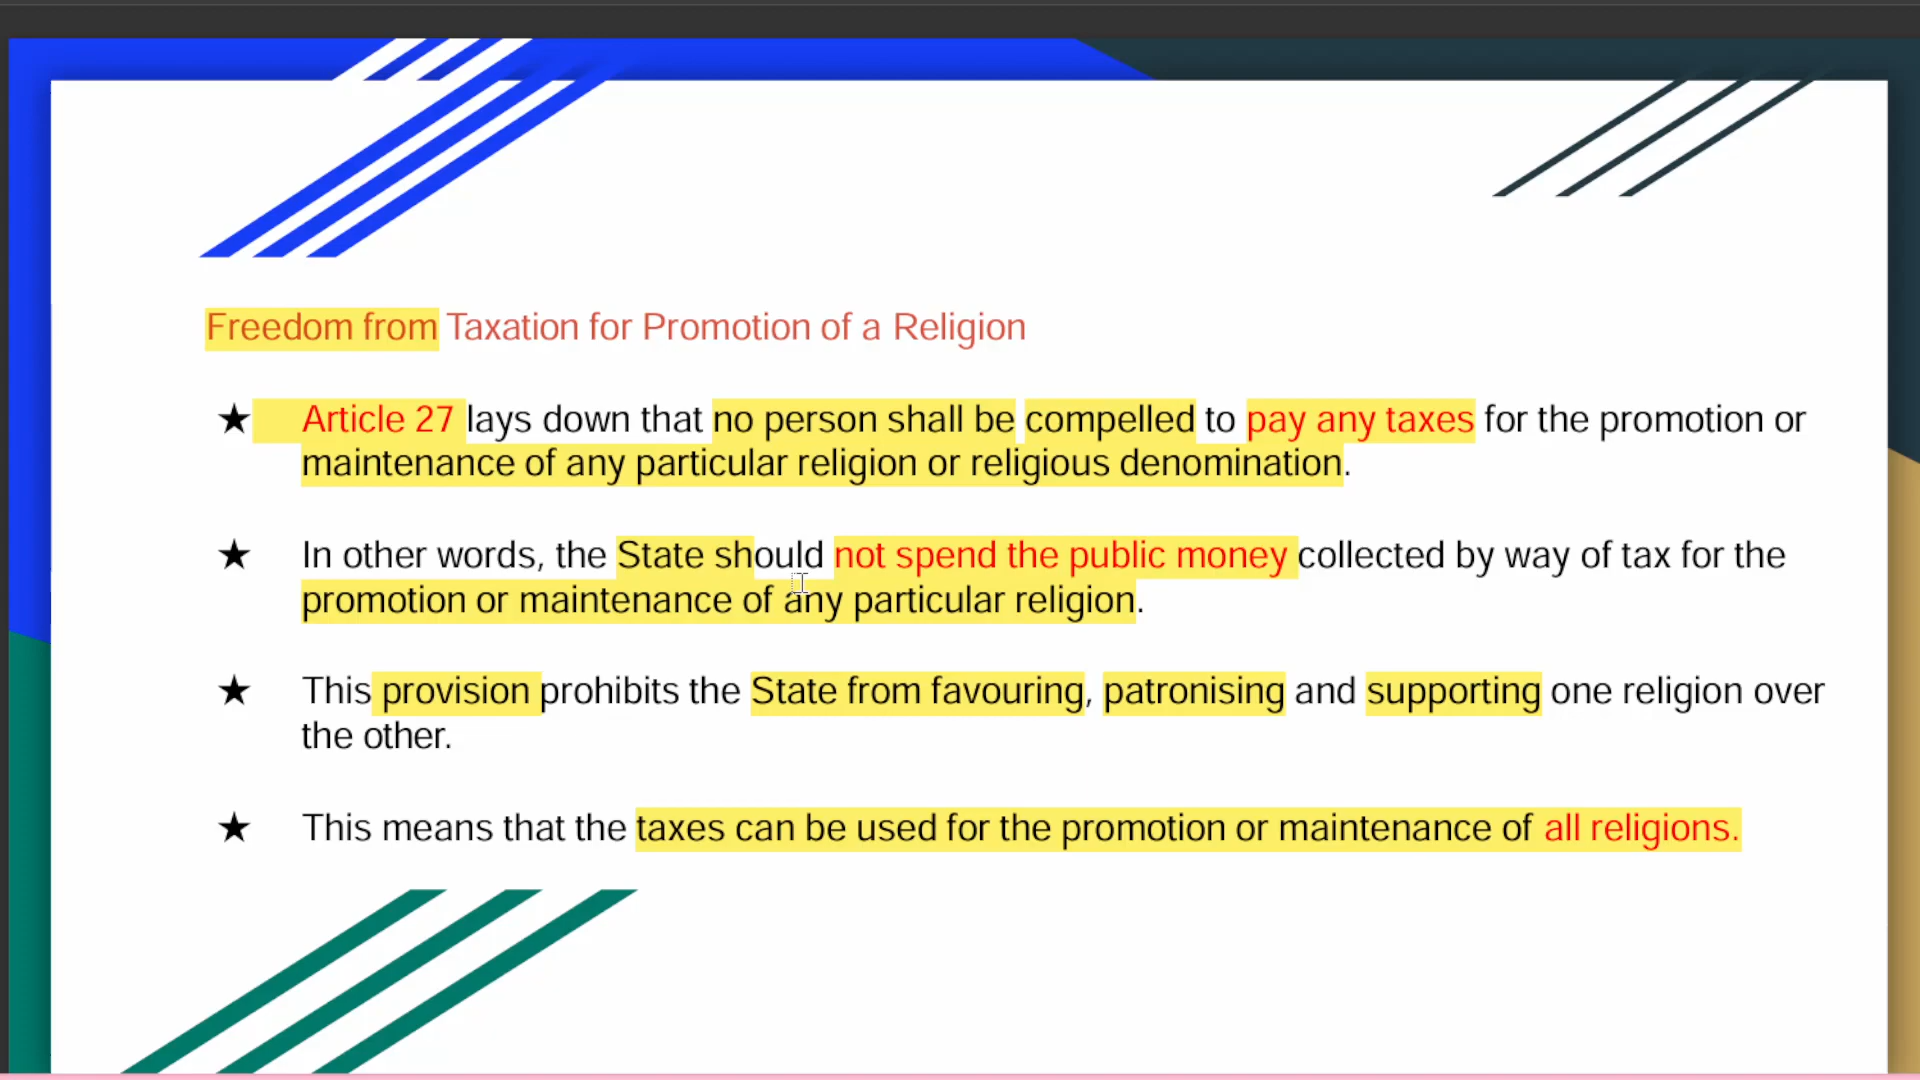 Freedom from Taxation for Promotion of a Religion
★ Article 27 lays down that no person shall be compelled to pay any taxes for the promotion or
maintenance of any particular religion or religious denomination.
★ In other words, the State should not spend the public money collected by way of tax for the
promotion or maintenance of any particular religion.
★ This provision prohibits the State from favouring, patronising and supporting one religion over
the other.
★ This means that the taxes can be used for the promotion or maintenance of all religions.